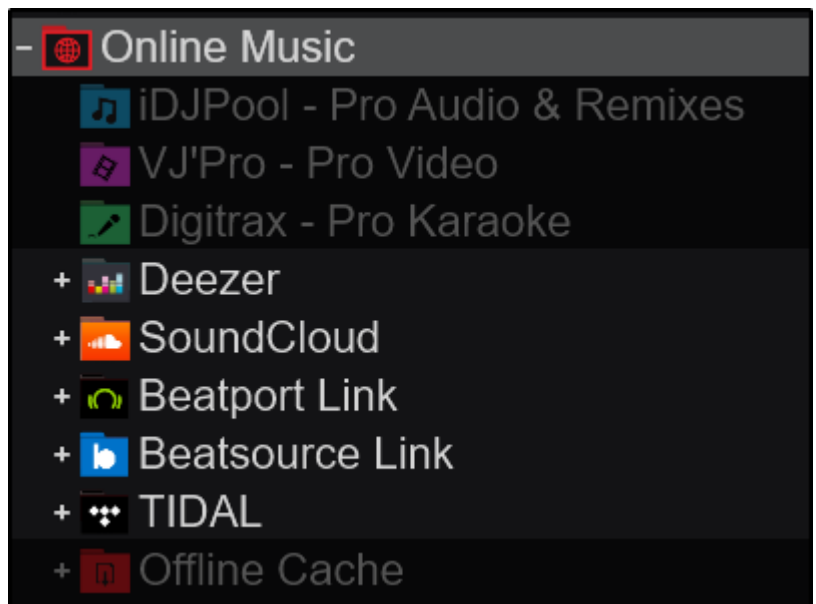 Online Music
iDJPool - Pro Audio & Remixes
VJ'Pro - Pro Video
Digitrax - Pro Karaoke
Deezer
SoundCloud
Beatport Link
Beatsource Link
TIDAL
Offline Cache